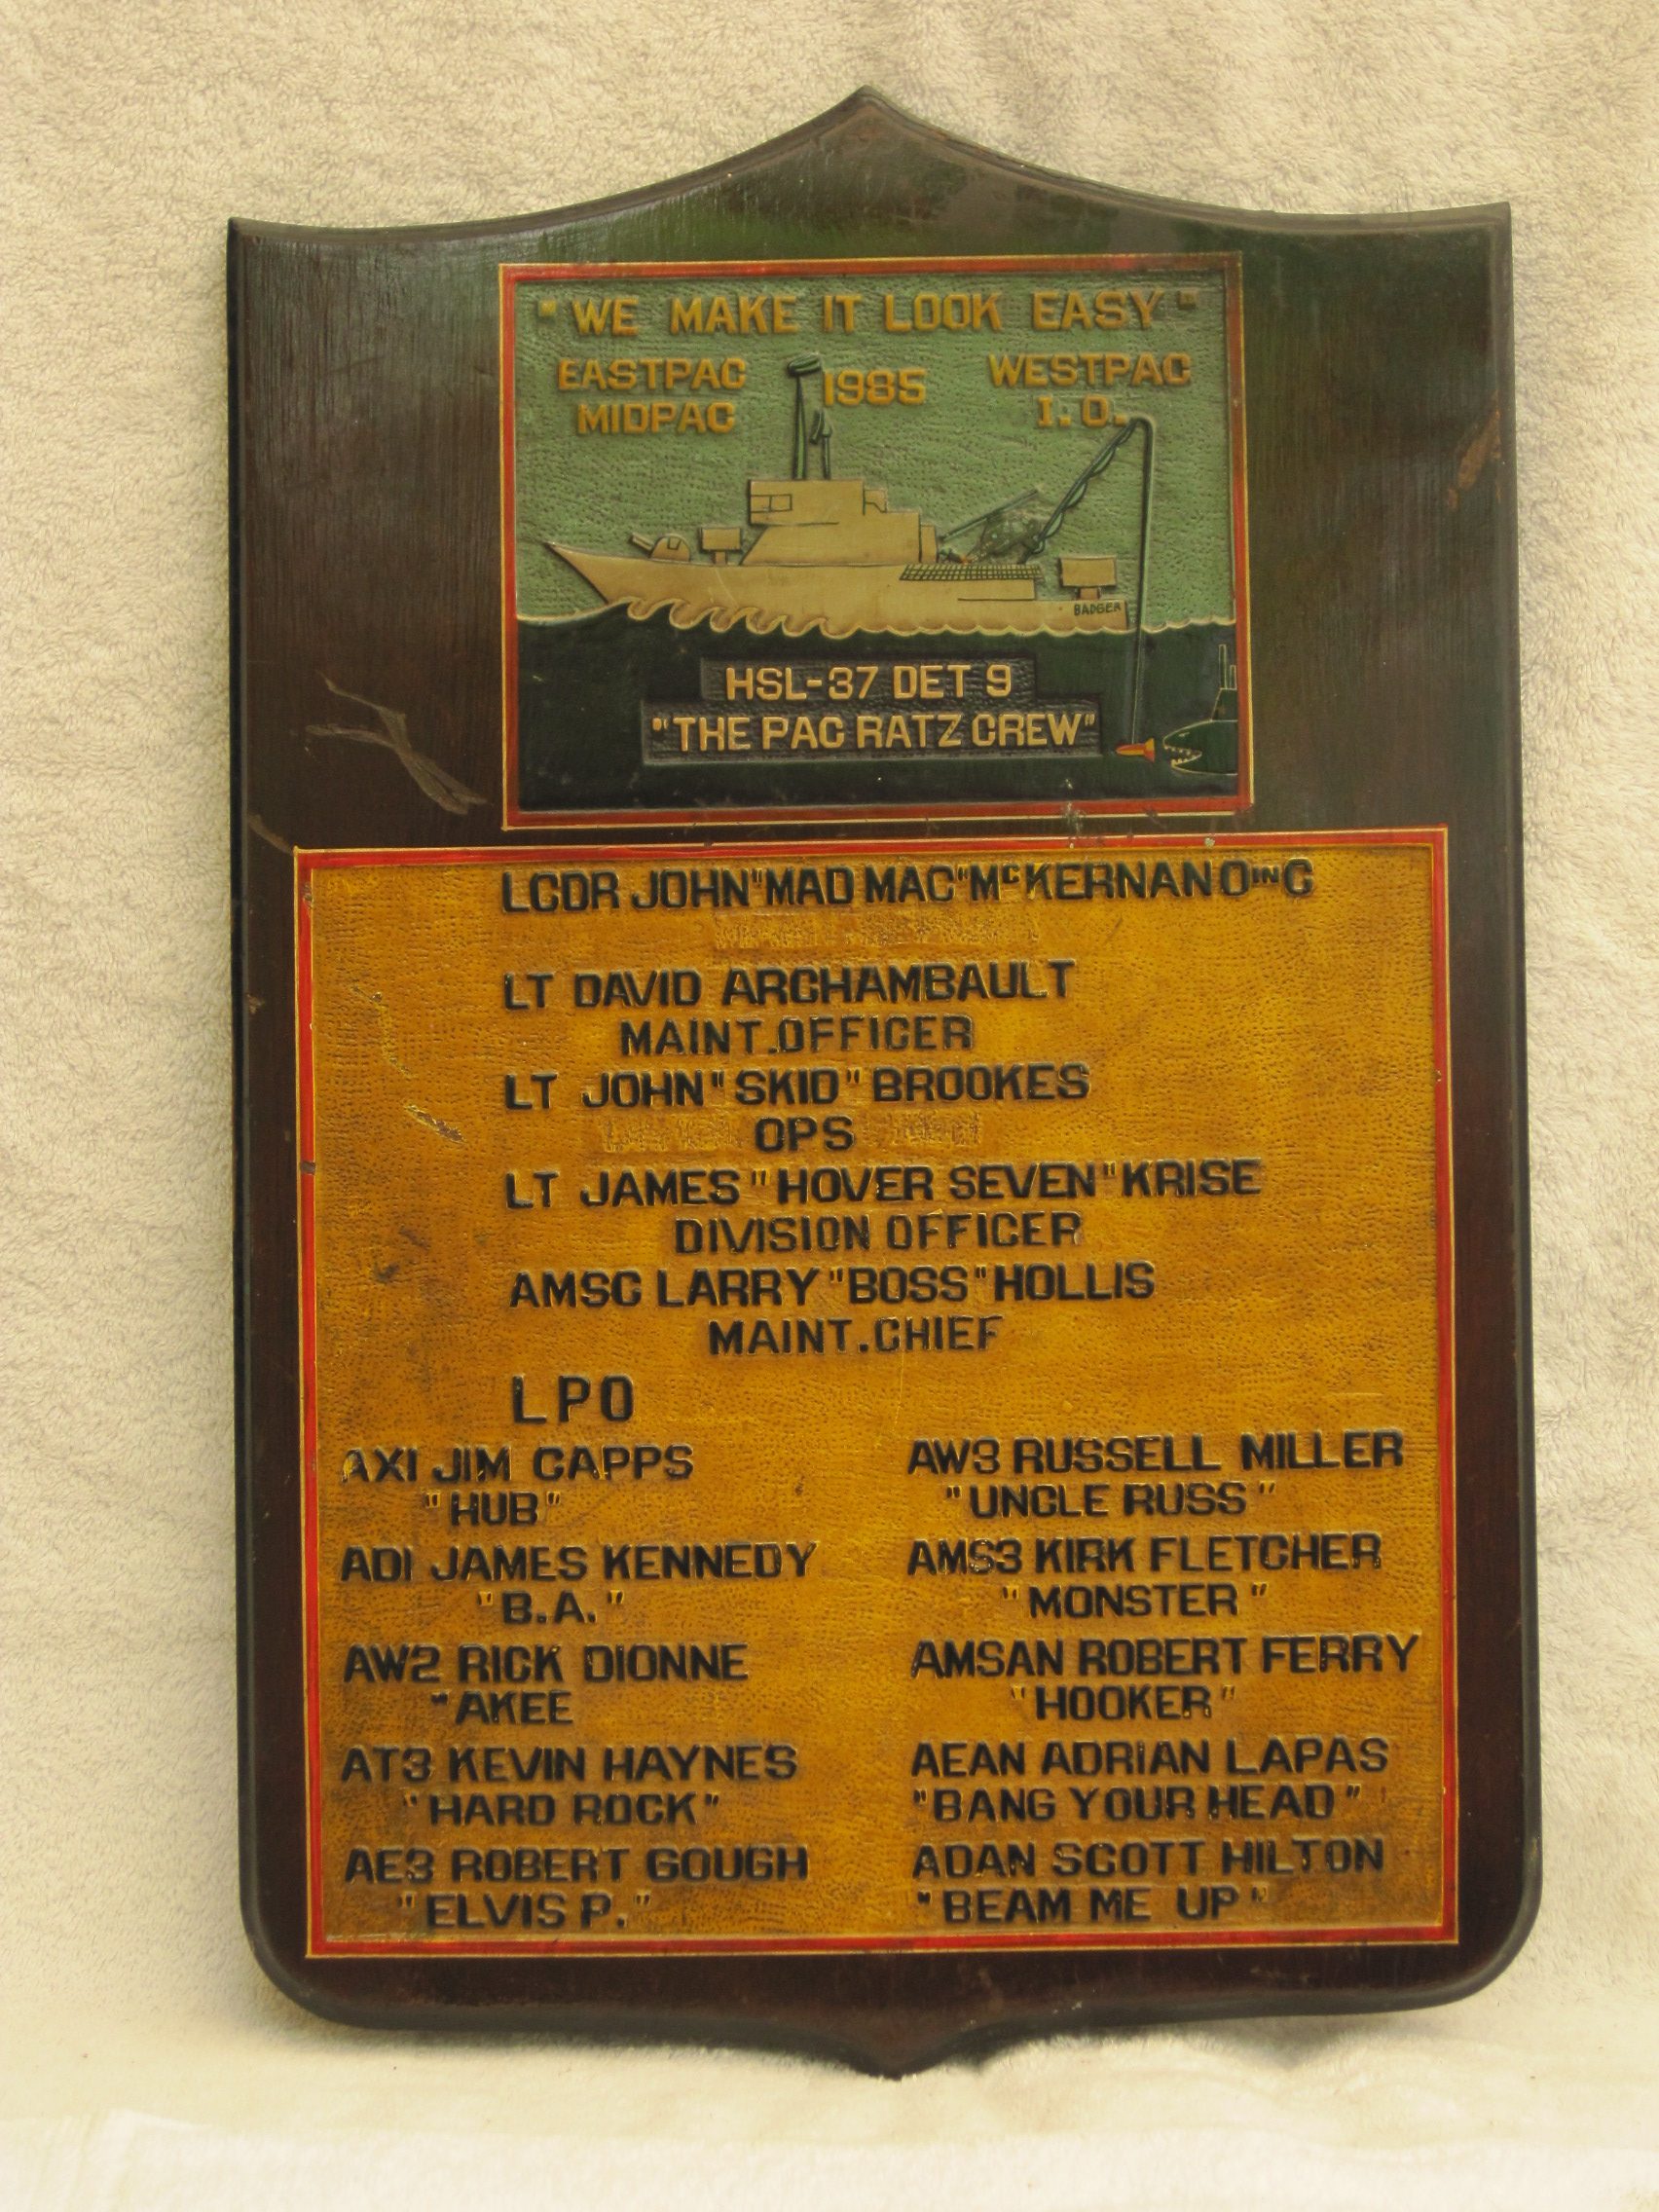 "WE MAKE IT LOOK EASY"
EASTPAC 1985 WESTPAC
MIDPAC I.O.
BADGER
HSL-37 DET 9
"THE PAC RATZ CREW"
LCDR JOHN "MAD MAC" McKERNAN OinC
LT DAVID ARCHAMBAULT
MAINT. OFFICER
LT JOHN "SKID" BROOKES
OPS
LT JAMES "HOVER SEVEN" KRISE
DIVISION OFFICER
AMSC LARRY "BOSS" HOLLIS
MAINT. CHIEF
LPO
AX1 JIM CAPPS
"HUB"
AD1 JAMES KENNEDY
"B.A."
AW2 RICK DIONNE
"AKEE
AT3 KEVIN HAYNES
"HARD ROCK"
AE3 ROBERT GOUGH
"ELVIS P."
AW3 RUSSELL MILLER
"UNCLE RUSS"
AMS3 KIRK FLETCHER
"MONSTER"
AMSAN ROBERT FERRY
"HOOKER"
AEAN ADRIAN LAPAS
"BANG YOUR HEAD"
ADAN SCOTT HILTON
"BEAM ME UP"